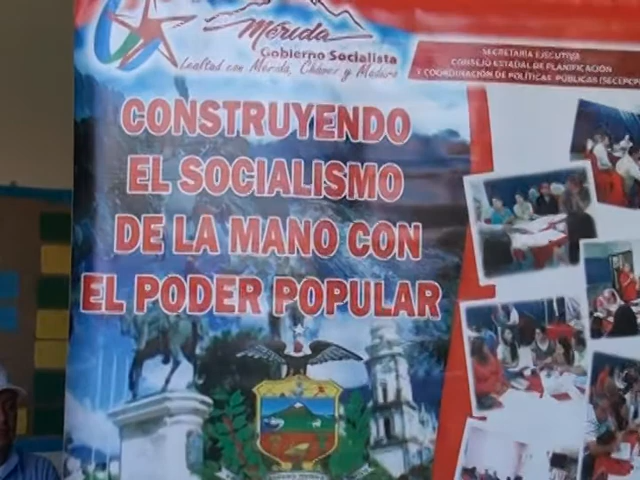 Mérida
Gobierno Socialista
Lealtad con Mérida, Chávez y Maduro
SECRETARÍA EJECUTIVA
CONSEJO ESTADAL DE PLANIFICACIÓN
Y COORDINACIÓN DE POLÍTICAS PÚBLICAS (SECEPCPP
CONSTRUYENDO
EL SOCIALISMO
DE LA MANO CON
EL PODER POPULAR